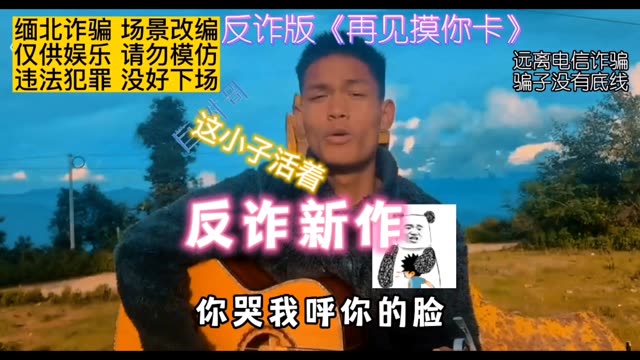 缅北诈骗 场景改编
仅供娱乐 请勿模仿
违法犯罪 没好下场
反诈版《再见摸你卡》
远离电信诈骗
骗子没有底线
这小子活着
反诈新作
你哭我呼你的脸